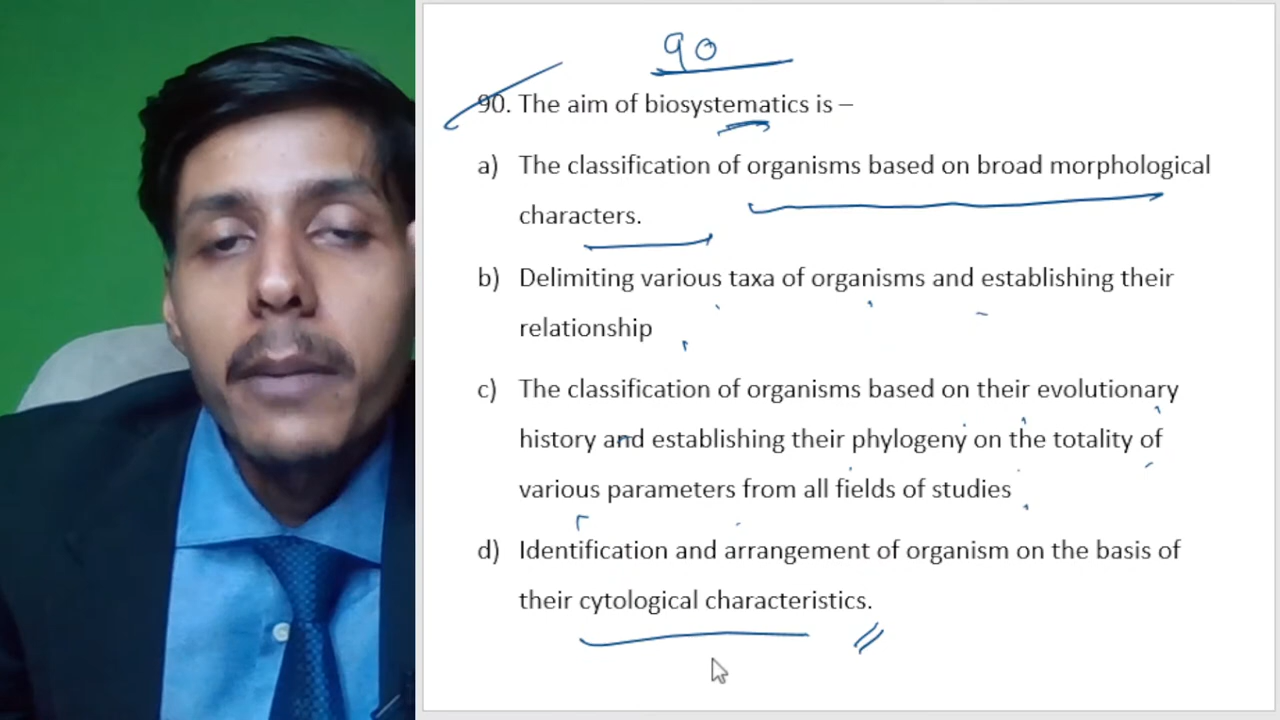 90
90. The aim of biosystematics is –
a) The classification of organisms based on broad morphological
characters.
b) Delimiting various taxa of organisms and establishing their
relationship
c) The classification of organisms based on their evolutionary
history and establishing their phylogeny on the totality of
various parameters from all fields of studies
d) Identification and arrangement of organism on the basis of
their cytological characteristics.